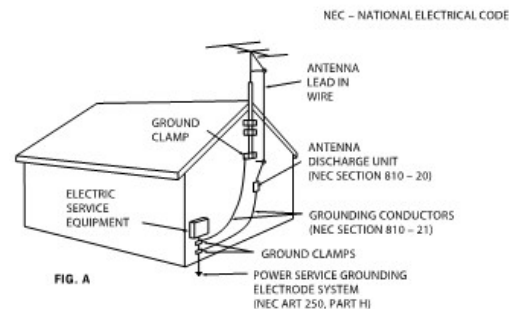 NEC – NATIONAL ELECTRICAL CODE
ANTENNA
LEAD IN
WIRE
GROUND
CLAMP
ANTENNA
DISCHARGE UNIT
(NEC SECTION 810 – 20)
ELECTRIC
SERVICE
EQUIPMENT
GROUNDING CONDUCTORS
(NEC SECTION 810 – 21)
GROUND CLAMPS
POWER SERVICE GROUNDING
ELECTRODE SYSTEM
(NEC ART 250, PART H)
FIG. A